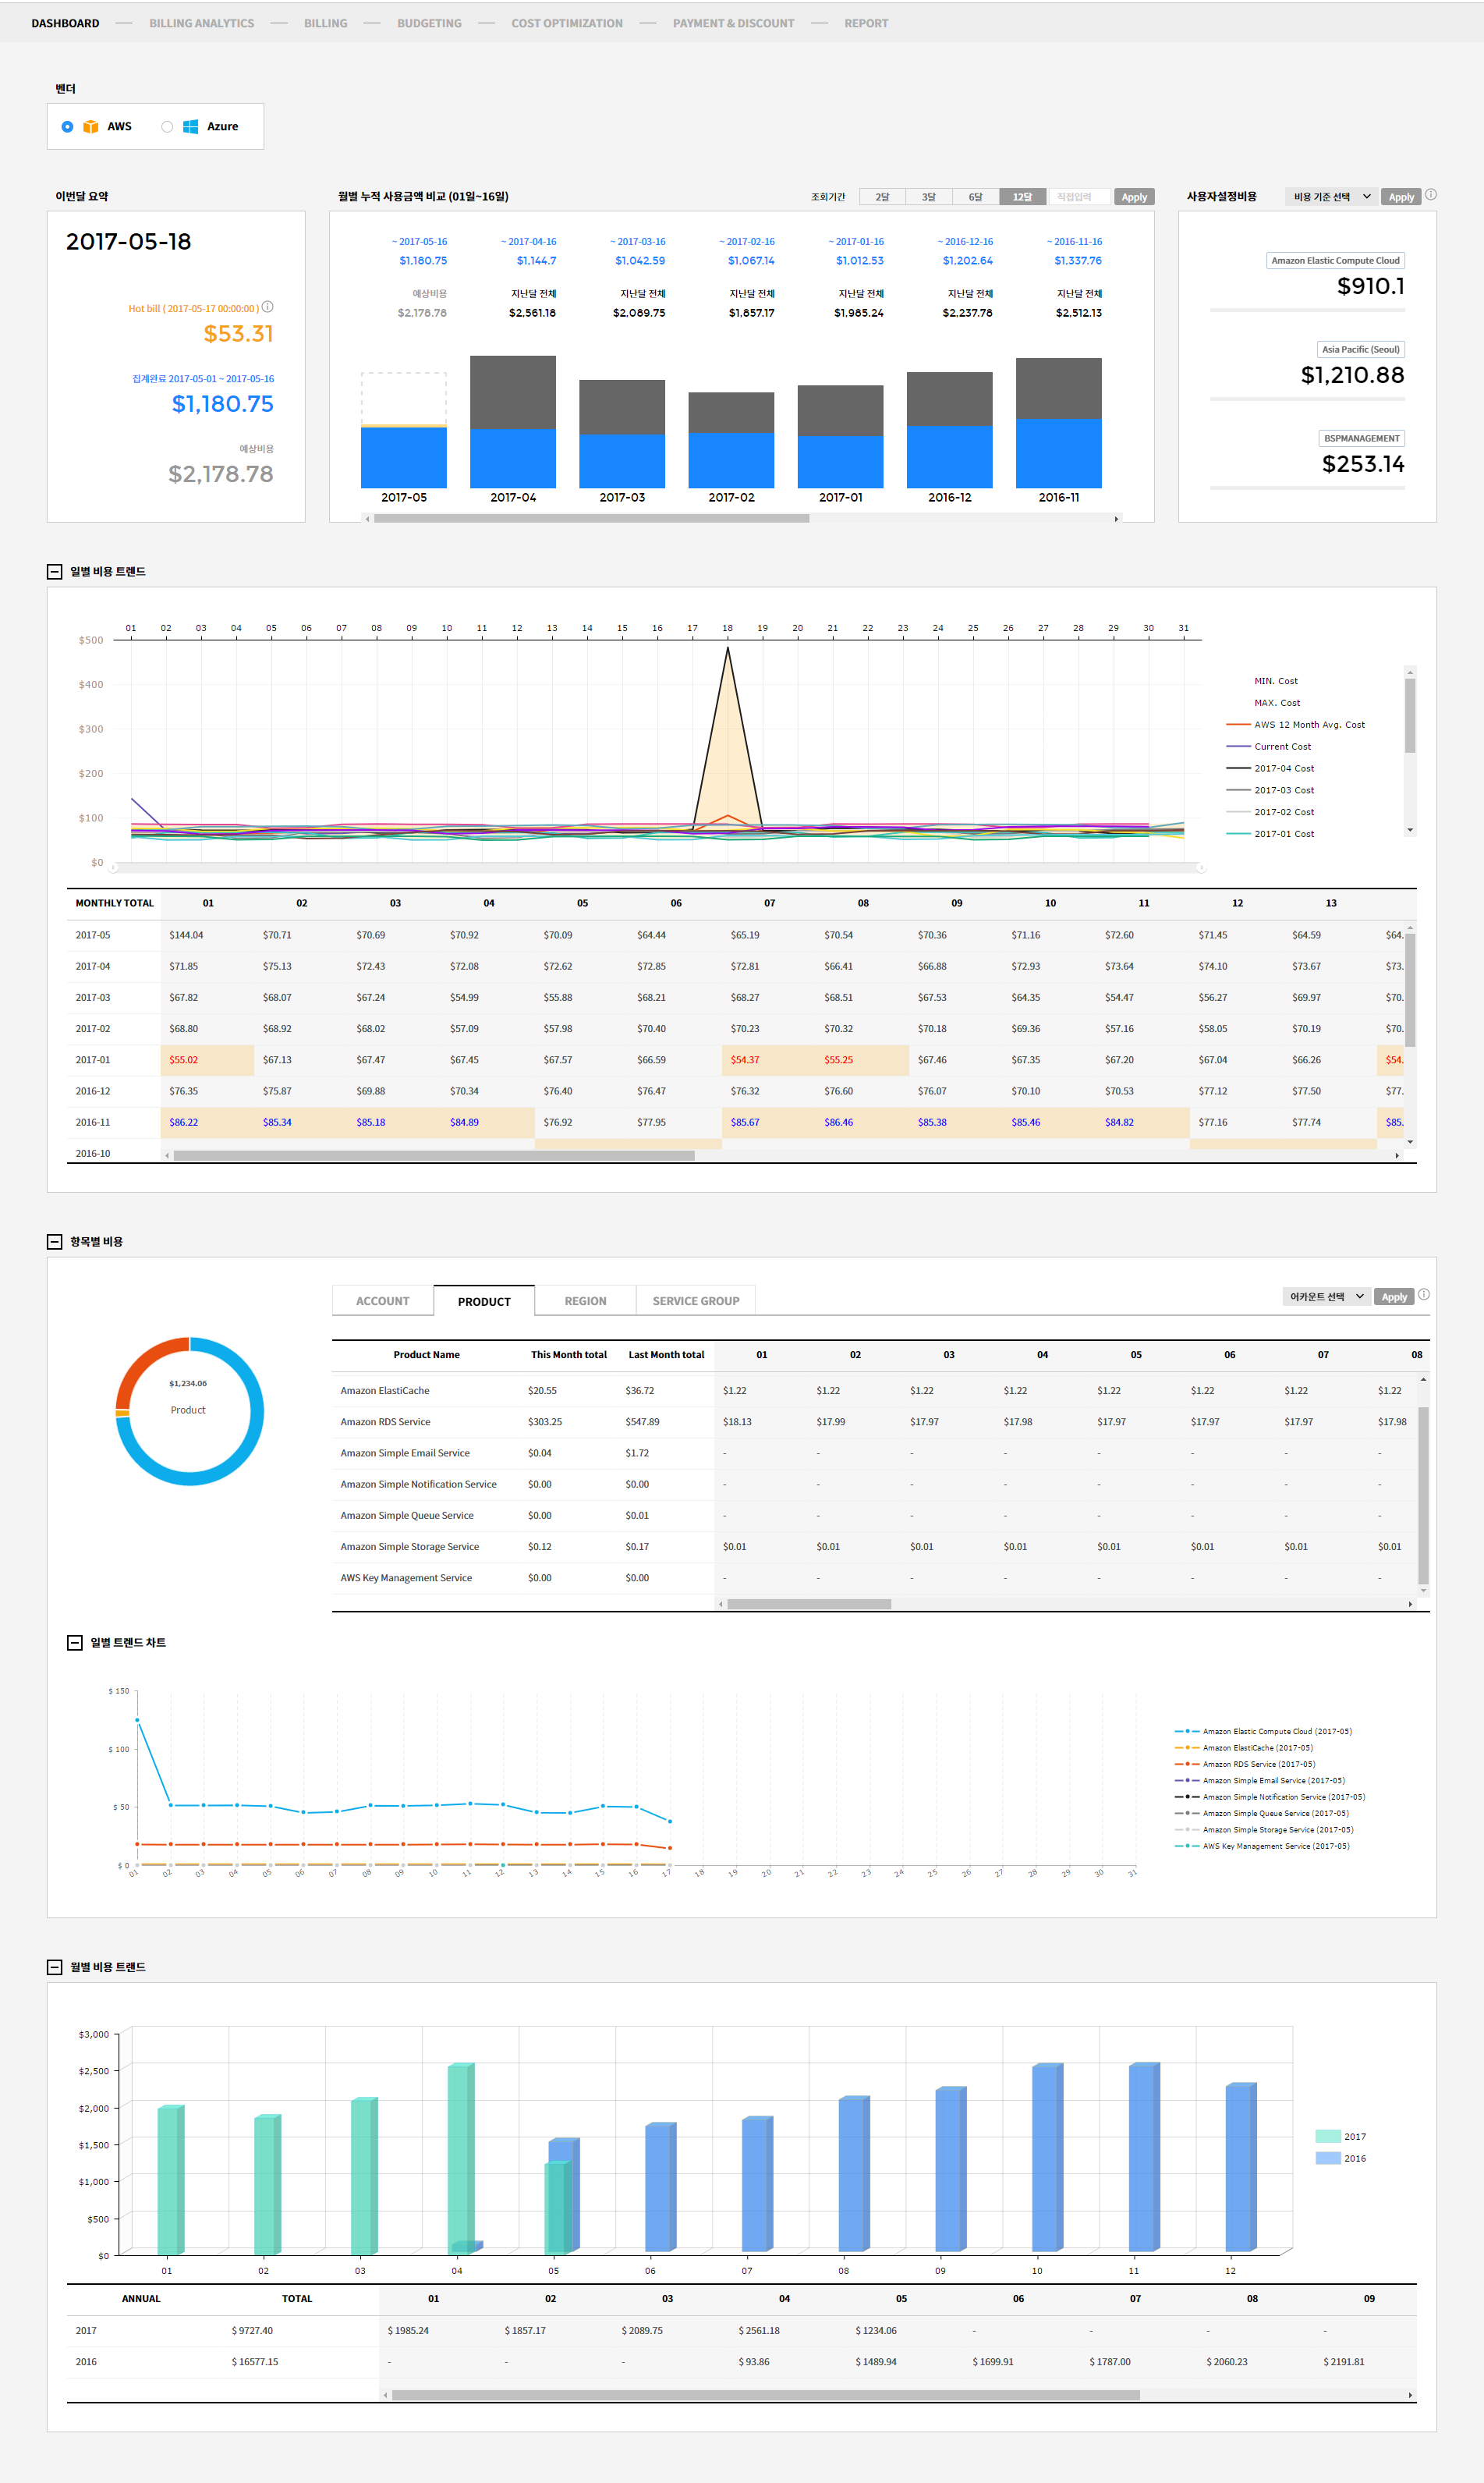 DASHBOARD BILLING ANALYTICS BILLING BUDGETING COST OPTIMIZATION PAYMENT & DISCOUNT REPORT
벤더
AWS Azure
이번달 요약
2017-05-18
Hot bill ( 2017-05-17 00:00:00 )
$53.31
집계완료 2017-05-01 ~ 2017-05-16
$1,180.75
예상비용
$2,178.78
월별 누적 사용금액 비교 (01일~16일)
조회기간 2달 3달 6달 12달 직접입력 Apply
~ 2017-05-16 ~ 2017-04-16 ~ 2017-03-16 ~ 2017-02-16 ~ 2017-01-16 ~ 2016-12-16 ~ 2016-11-16
$1,180.75 $1,144.7 $1,042.59 $1,067.14 $1,012.53 $1,202.64 $1,337.76
예상비용 지난달 전체 지난달 전체 지난달 전체 지난달 전체 지난달 전체 지난달 전체
$2,178.78 $2,561.18 $2,089.75 $1,857.17 $1,985.24 $2,237.78 $2,512.13
2017-05 2017-04 2017-03 2017-02 2017-01 2016-12 2016-11
사용자설정비용 비용 기준 선택 Apply
Amazon Elastic Compute Cloud
$910.1
Asia Pacific (Seoul)
$1,210.88
BSPMANAGEMENT
$253.14
일별 비용 트렌드
01 02 03 04 05 06 07 08 09 10 11 12 13 14 15 16 17 18 19 20 21 22 23 24 25 26 27 28 29 30 31
$500
$400
$300
$200
$100
$0
MIN. Cost
MAX. Cost
AWS 12 Month Avg. Cost
Current Cost
2017-04 Cost
2017-03 Cost
2017-02 Cost
2017-01 Cost
MONTHLY TOTAL 01 02 03 04 05 06 07 08 09 10 11 12 13
2017-05 $144.04 $70.71 $70.69 $70.92 $70.09 $64.44 $65.19 $70.54 $70.36 $71.16 $72.60 $71.45 $64.59 $64.
2017-04 $71.85 $75.13 $72.43 $72.08 $72.62 $72.85 $72.81 $66.41 $66.88 $72.93 $73.64 $74.10 $73.67 $73.
2017-03 $67.82 $68.07 $67.24 $54.99 $55.88 $68.21 $68.27 $68.51 $67.53 $64.35 $54.47 $56.27 $69.97 $70.
2017-02 $68.80 $68.92 $68.02 $57.09 $57.98 $70.40 $70.23 $70.32 $70.18 $69.36 $57.16 $58.05 $70.19 $70.
2017-01 $55.02 $67.13 $67.47 $67.45 $67.57 $66.59 $54.37 $55.25 $67.46 $67.35 $67.20 $67.04 $66.26 $54.
2016-12 $76.35 $75.87 $69.88 $70.34 $76.40 $76.47 $76.32 $76.60 $76.07 $70.10 $70.53 $77.12 $77.50 $77.
2016-11 $86.22 $85.34 $85.18 $84.89 $76.92 $77.95 $85.67 $86.46 $85.38 $85.46 $84.82 $77.16 $77.74 $85.
2016-10
항목별 비용
ACCOUNT PRODUCT REGION SERVICE GROUP 어카운트 선택 Apply
$1,234.06
Product
Product Name This Month total Last Month total 01 02 03 04 05 06 07 08
Amazon ElastiCache $20.55 $36.72 $1.22 $1.22 $1.22 $1.22 $1.22 $1.22 $1.22 $1.22
Amazon RDS Service $303.25 $547.89 $18.13 $17.99 $17.97 $17.98 $17.97 $17.97 $17.97 $17.98
Amazon Simple Email Service $0.04 $1.72 - - - - - - - -
Amazon Simple Notification Service $0.00 $0.00 - - - - - - - -
Amazon Simple Queue Service $0.00 $0.01 - - - - - - - -
Amazon Simple Storage Service $0.12 $0.17 $0.01 $0.01 $0.01 $0.01 $0.01 $0.01 $0.01 $0.01
AWS Key Management Service $0.00 $0.00 - - - - - - - -
일별 트렌드 차트
$ 150
$ 100
$ 50
$ 0
01 02 03 04 05 06 07 08 09 10 11 12 13 14 15 16 17 18 19 20 21 22 23 24 25 26 27 28 29 30 31
Amazon Elastic Compute Cloud (2017-05)
Amazon ElastiCache (2017-05)
Amazon RDS Service (2017-05)
Amazon Simple Email Service (2017-05)
Amazon Simple Notification Service (2017-05)
Amazon Simple Queue Service (2017-05)
Amazon Simple Storage Service (2017-05)
AWS Key Management Service (2017-05)
월별 비용 트랜드
$3,000
$2,500
$2,000
$1,500
$1,000
$500
$0
01 02 03 04 05 06 07 08 09 10 11 12
2017
2016
ANNUAL TOTAL 01 02 03 04 05 06 07 08 09
2017 $ 9727.40 $ 1985.24 $ 1857.17 $ 2089.75 $ 2561.18 $ 1234.06 - - - -
2016 $ 16577.15 - - - $ 93.86 $ 1489.94 $ 1699.91 $ 1787.00 $ 2060.23 $ 2191.81